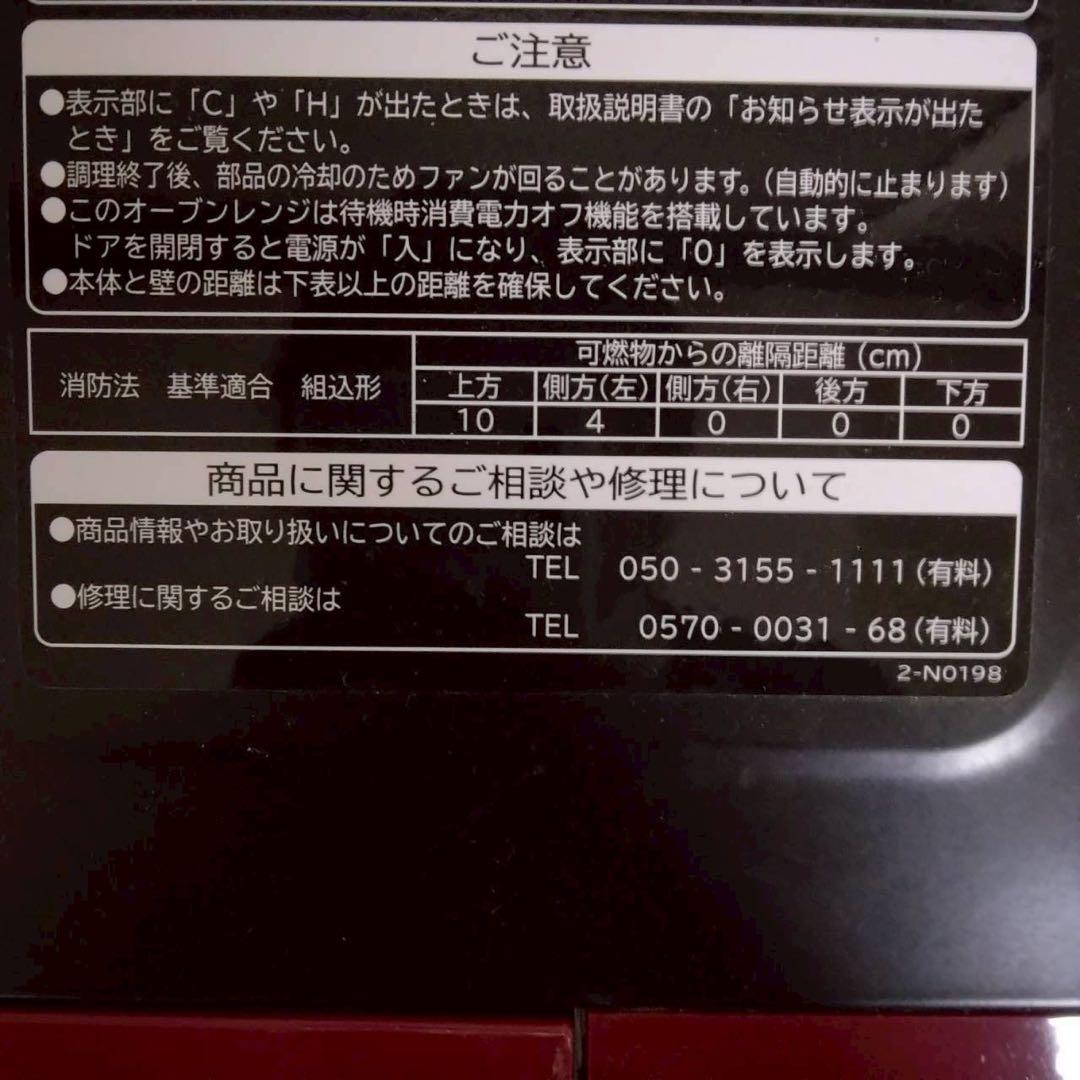 ご注意
●表示部に「C」や「H」が出たときは、取扱説明書の「お知らせ表示が出た
とき」をご覧ください。
●調理終了後、部品の冷却のためファンが回ることがあります。(自動的に止まります)
●このオーブンレンジは待機時消費電力オフ機能を搭載しています。
ドアを開閉すると電源が「入」になり、表示部に「0」を表示します。
●本体と壁の距離は下表以上の距離を確保してください。
消防法 基準適合 組込形
可燃物からの離隔距離(cm)
上方 側方(左) 側方(右) 後方 下方
10 4 0 0 0
商品に関するご相談や修理について
●商品情報やお取り扱いについてのご相談は
TEL 050-3155-1111(有料)
●修理に関するご相談は
TEL 0570-0031-68(有料)
2-N0198